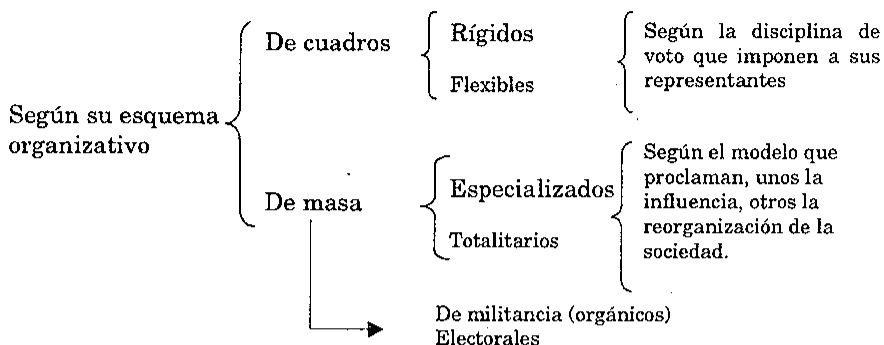 Según su esquema
organizativo
De cuadros
Rígidos
Flexibles
Según la disciplina de
voto que imponen a sus
representantes
De masa
Especializados
Totalitarios
Según el modelo que
proclaman, unos la
influencia, otros la
reorganización de la
sociedad.
De militancia (orgánicos)
Electorales